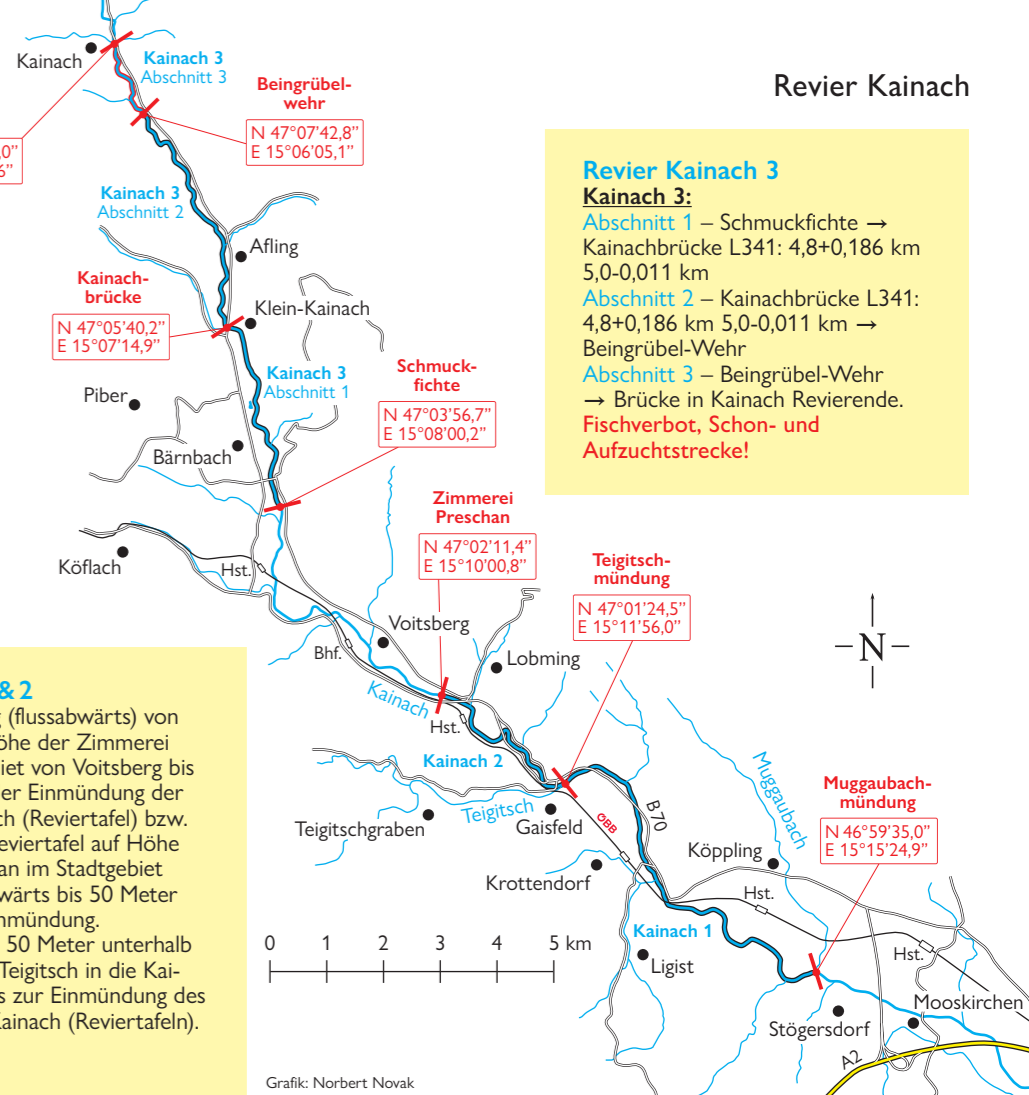 Revier Kainach
Kainach
Kainach 3
Abschnitt 3
Beingrübel-
wehr
N 47°07'42,8”
E 15°06'05,1”
,0”
6”
Revier Kainach 3
Kainach 3:
Abschnitt 1 – Schmuckfichte →
Kainachbrücke L341: 4,8+0,186 km
5,0-0,011 km
Abschnitt 2 – Kainachbrücke L341:
4,8+0,186 km 5,0-0,011 km →
Beingrübel-Wehr
Abschnitt 3 – Beingrübel-Wehr
→ Brücke in Kainach Revierende.
Fischverbot, Schon- und
Aufzuchtstrecke!
Kainach 3
Abschnitt 2
Afling
Kainach-
brücke
N 47°05'40,2”
E 15°07'14,9”
Klein-Kainach
Kainach 3
Abschnitt 1
Schmuck-
fichte
N 47°03'56,7”
E 15°08'00,2”
Piber
Bärnbach
Zimmerei
Preschan
N 47°02'11,4”
E 15°10'00,8”
Köflach
Hst.
Teigitsch-
mündung
N 47°01'24,5”
E 15°11'56,0”
Voitsberg
Bhf.
Lobming
N
Kainach
Hst.
Kainach 2
Teigitsch
Teigitschgraben
Gaisfeld
ÖBB
B70
Muggaubach
Muggaubach-
mündung
N 46°59'35,0”
E 15°15'24,9”
Köppling
Krottendorf
Hst.
Kainach 1
Ligist
Hst.
Mooskirchen
Stögersdorf
A2
& 2
g (flussabwärts) von
öhe der Zimmerei
iet von Voitsberg bis
er Einmündung der
ch (Reviertafel) bzw.
eviertafel auf Höhe
an im Stadtgebiet
wärts bis 50 Meter
nmündung.
50 Meter unterhalb
Teigitsch in die Kai-
s zur Einmündung des
Kainach (Reviertafeln).
0 1 2 3 4 5 km
Grafik: Norbert Novak